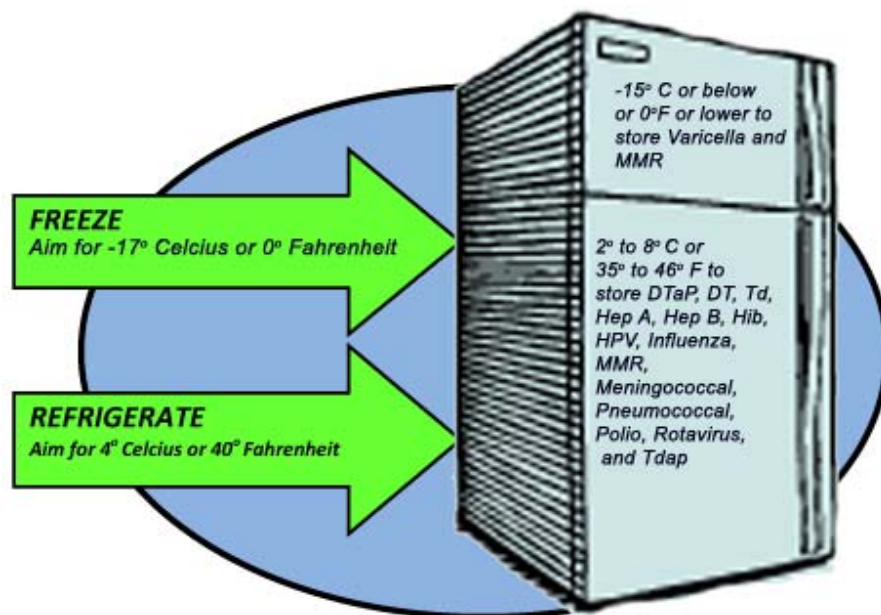 FREEZE
Aim for -17° Celcius or 0° Fahrenheit
REFRIGERATE
Aim for 4° Celcius or 40° Fahrenheit
-15° C or below
or 0°F or lower to
store Varicella and
MMR
2° to 8° C or
35° to 46° F to
store DTaP, DT, Td,
Hep A, Hep B, Hib,
HPV, Influenza,
MMR,
Meningococcal,
Pneumococcal,
Polio, Rotavirus,
and Tdap